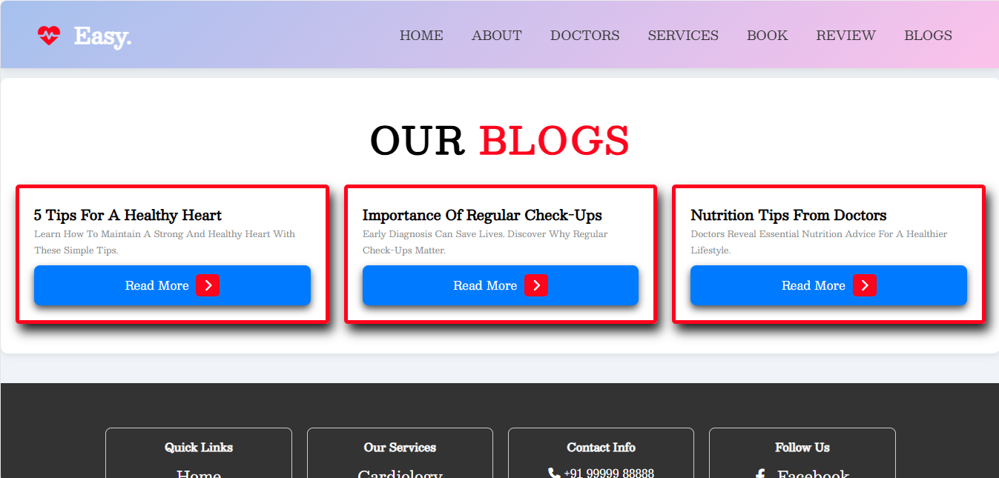 Easy.
HOME ABOUT DOCTORS SERVICES BOOK REVIEW BLOGS
OUR BLOGS
5 Tips For A Healthy Heart
Learn How To Maintain A Strong And Healthy Heart With
These Simple Tips.
Read More
Importance Of Regular Check-Ups
Early Diagnosis Can Save Lives. Discover Why Regular
Check-Ups Matter.
Read More
Nutrition Tips From Doctors
Doctors Reveal Essential Nutrition Advice For A Healthier
Lifestyle.
Read More
Quick Links
Home
Our Services
Cardiology
Contact Info
+91 99999 88888
Follow Us
Facebook